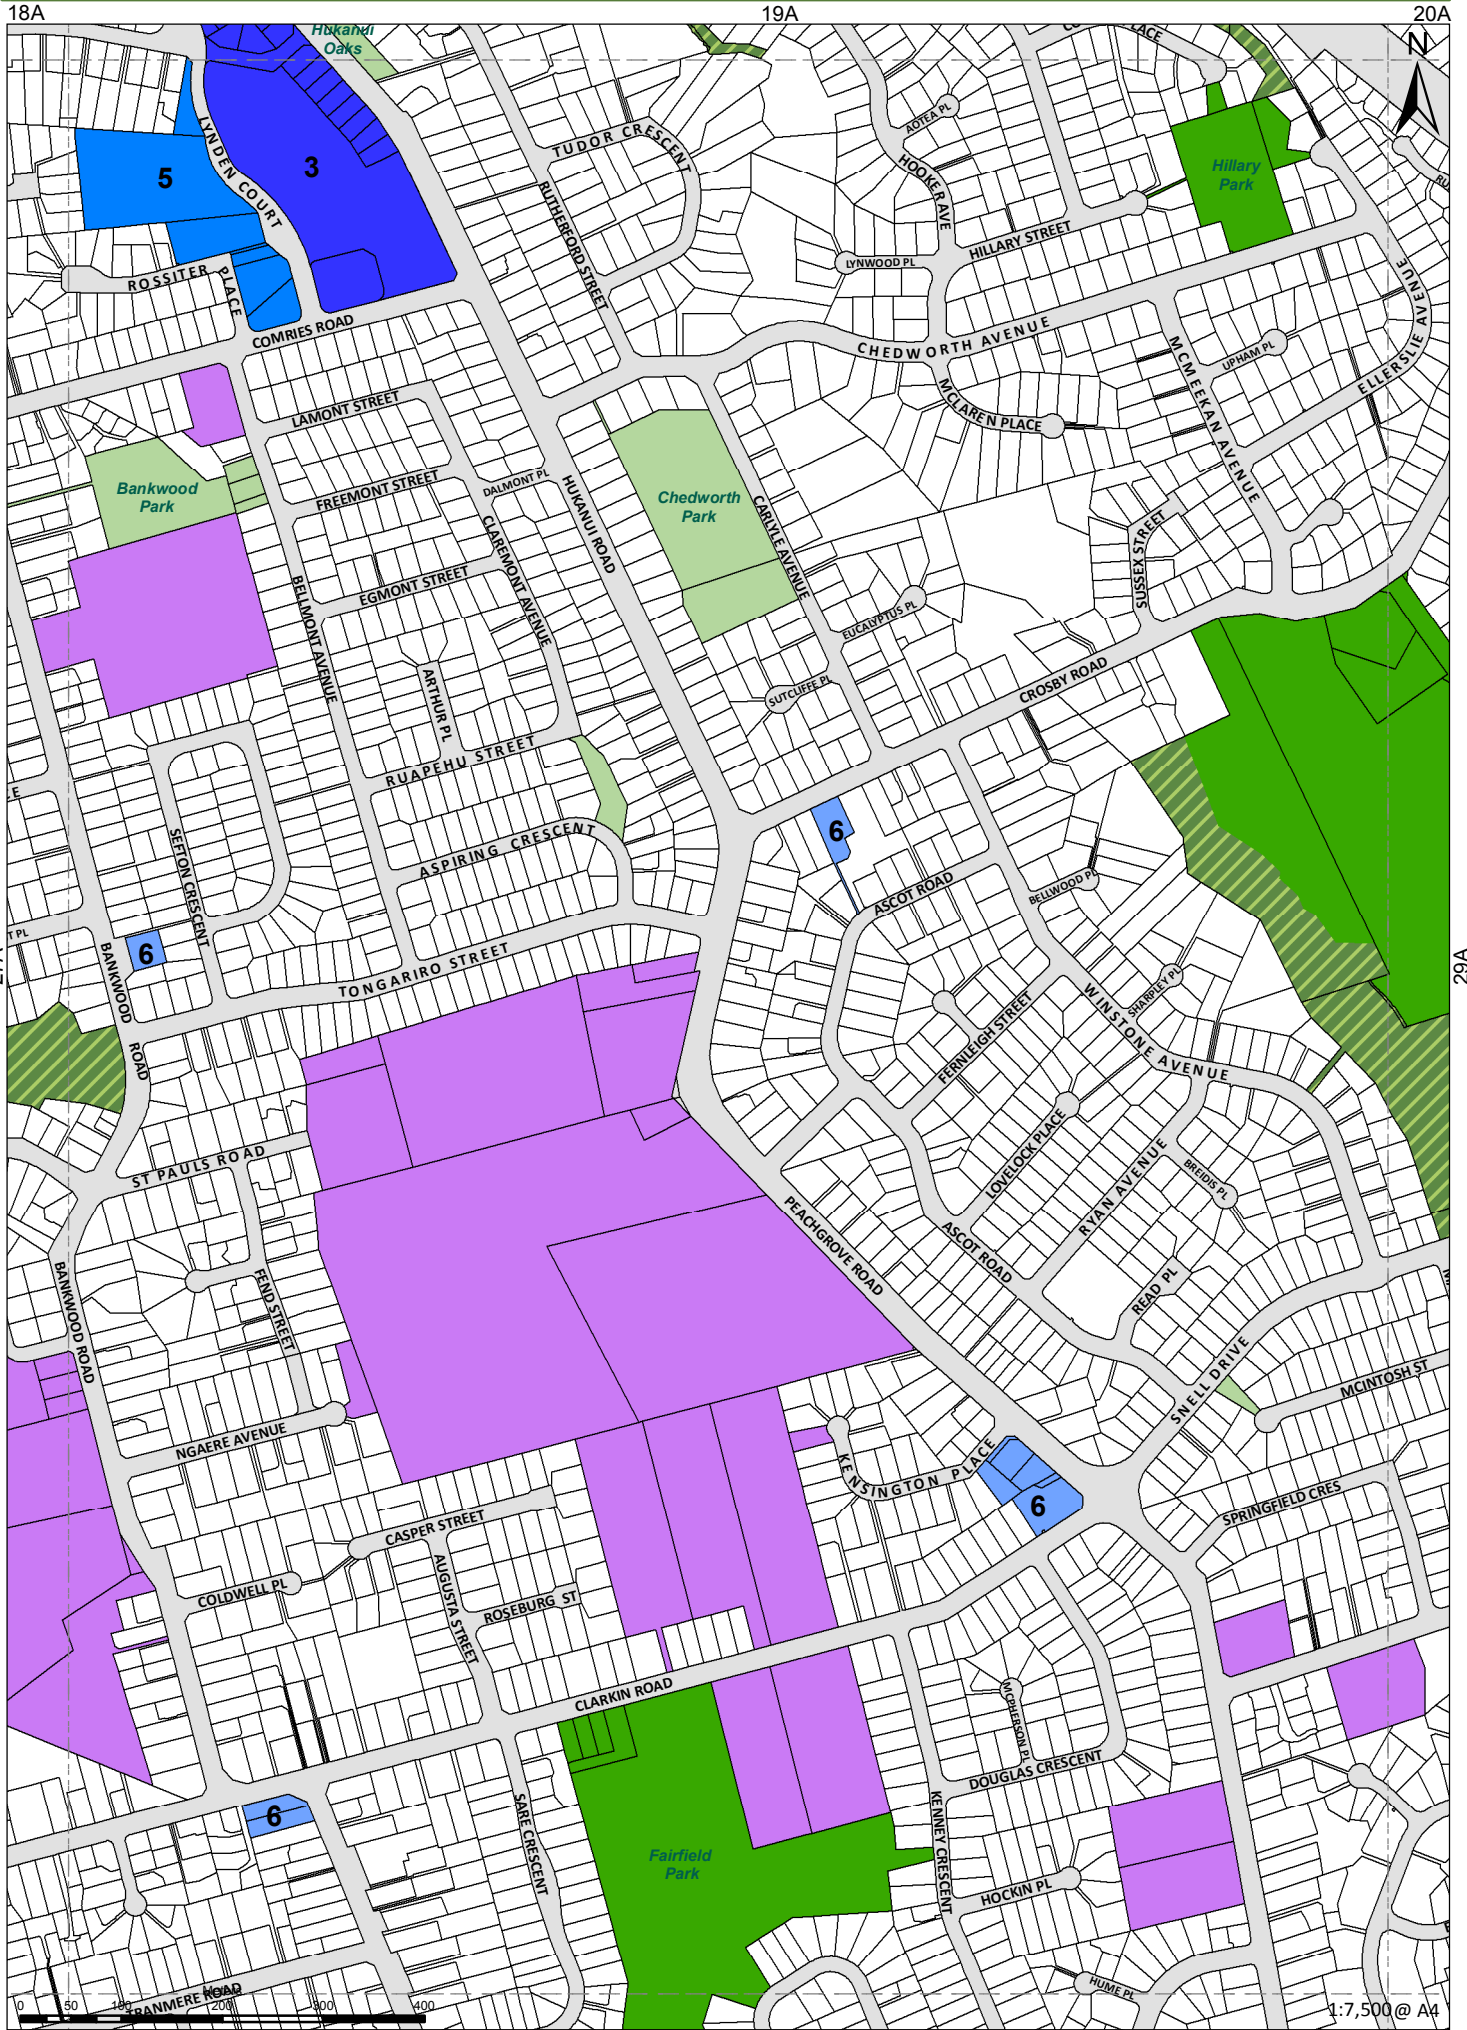 18A
19A
20A
N
Hukanui
Oaks
LACE
LYNDEN COURT
5
3
TUDOR CRESCENT
AOTEA PL
HOOKER AVE
Hillary
Park
RU
RUTHERFORD STREET
HILLARY STREET
LYNWOOD PL
ROSSITER
PLACE
COMRIES ROAD
CHEDWORTH AVENUE
MCMEEKAN AVENUE
UPHAM PL
ELLERSLIE AVENUE
MCLAREN PLACE
LAMONT STREET
FREEMONT STREET
DALMONT PL
Bankwood
Park
Chedworth
Park
HUKANUI ROAD
CARLYLE AVENUE
CLAREMONT AVENUE
SUSSEX STREET
EGMONT STREET
BELLMONT AVENUE
EUCALYPTUS PL
ARTHUR PL
SUTCLIFFE PL
CROSBY ROAD
RUAPEHU STREET
E
6
ASPIRING CRESCENT
SEFTON CRESCENT
ASCOT ROAD
BELLWOOD PL
T PL
6
BANKWOOD
ROAD
TONGARIRO STREET
29A
SHARPLEY PL
WINSTONE AVENUE
FERNLEIGH STREET
LOVELOCK PLACE
RYAN AVENUE
BREIDIS PL
ST PAULS ROAD
PEACHGROVE ROAD
ASCOT ROAD
FEND STREET
BANKWOOD ROAD
READ PL
SNELL DRIVE
MCINTOSH ST
NGAERE AVENUE
KENSINGTON PLACE
6
SPRINGFIELD CRES
CASPER STREET
COLDWELL PL
AUGUSTA STREET
ROSEBURG ST
CLARKIN ROAD
MCPHERSON PL
DOUGLAS CRESCENT
6
SARE CRESCENT
Fairfield
Park
KENNEY CRESCENT
HOCKIN PL
HUME PL
TRANMERE ROAD
0 50 100 200 300 400
1:7,500@ A4